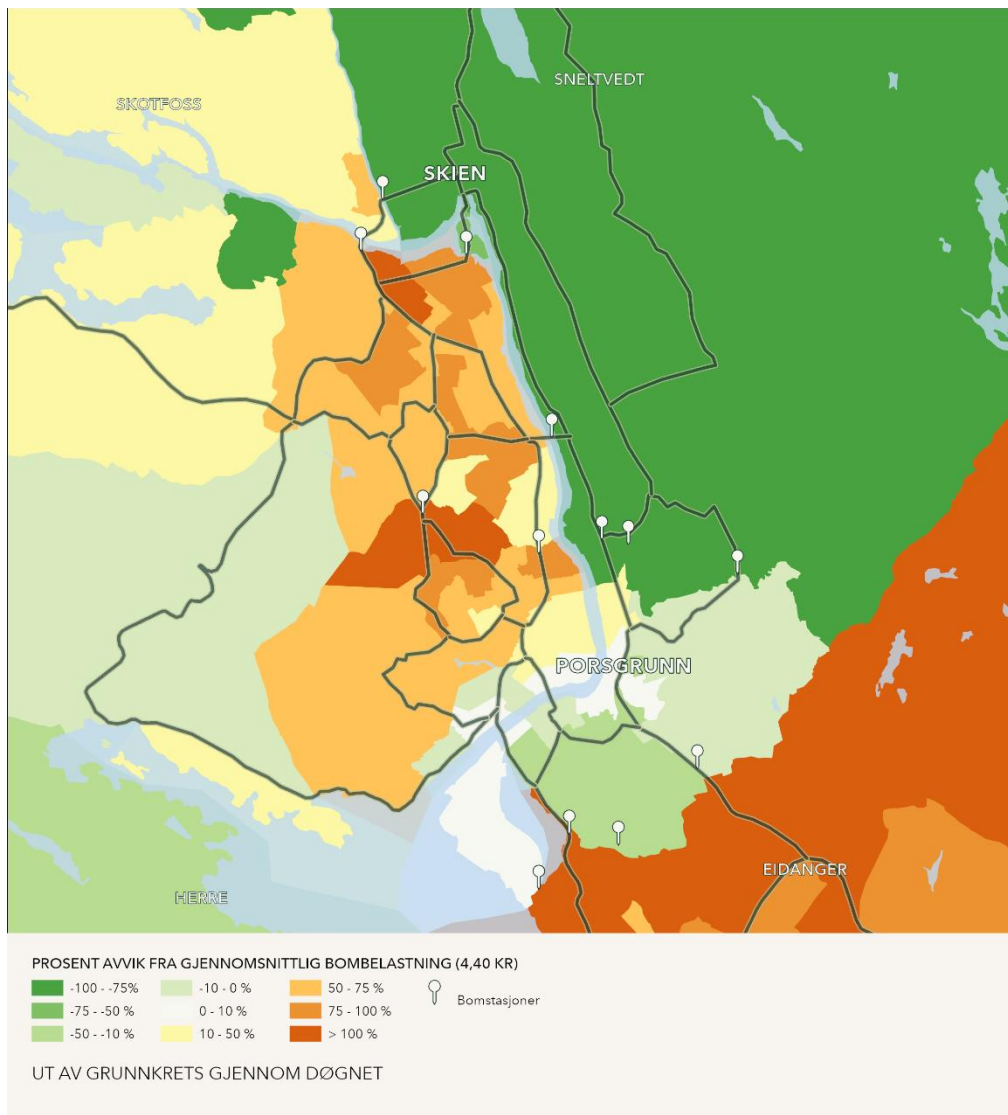 SNELTVEDT
SKOTFOSS
SKIEN
PORSGRUNN
EIDANGER
HERRE
PROSENT AVVIK FRA GJENNOMSNITTLIG BOMBELASTNING (4,40 KR)
-100 - -75%
-10 - 0 %
50 - 75 %
-75 - -50 %
0 - 10 %
75 - 100 %
Bomstasjoner
-50 - -10 %
10 - 50 %
> 100 %
UT AV GRUNNKRETS GJENNOM DØGNET